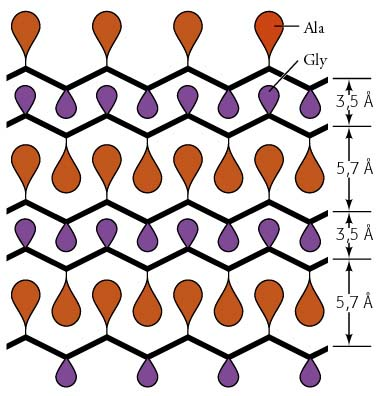 Ala
Gly
3,5 Å
5,7 Å
3,5 Å
5,7 Å